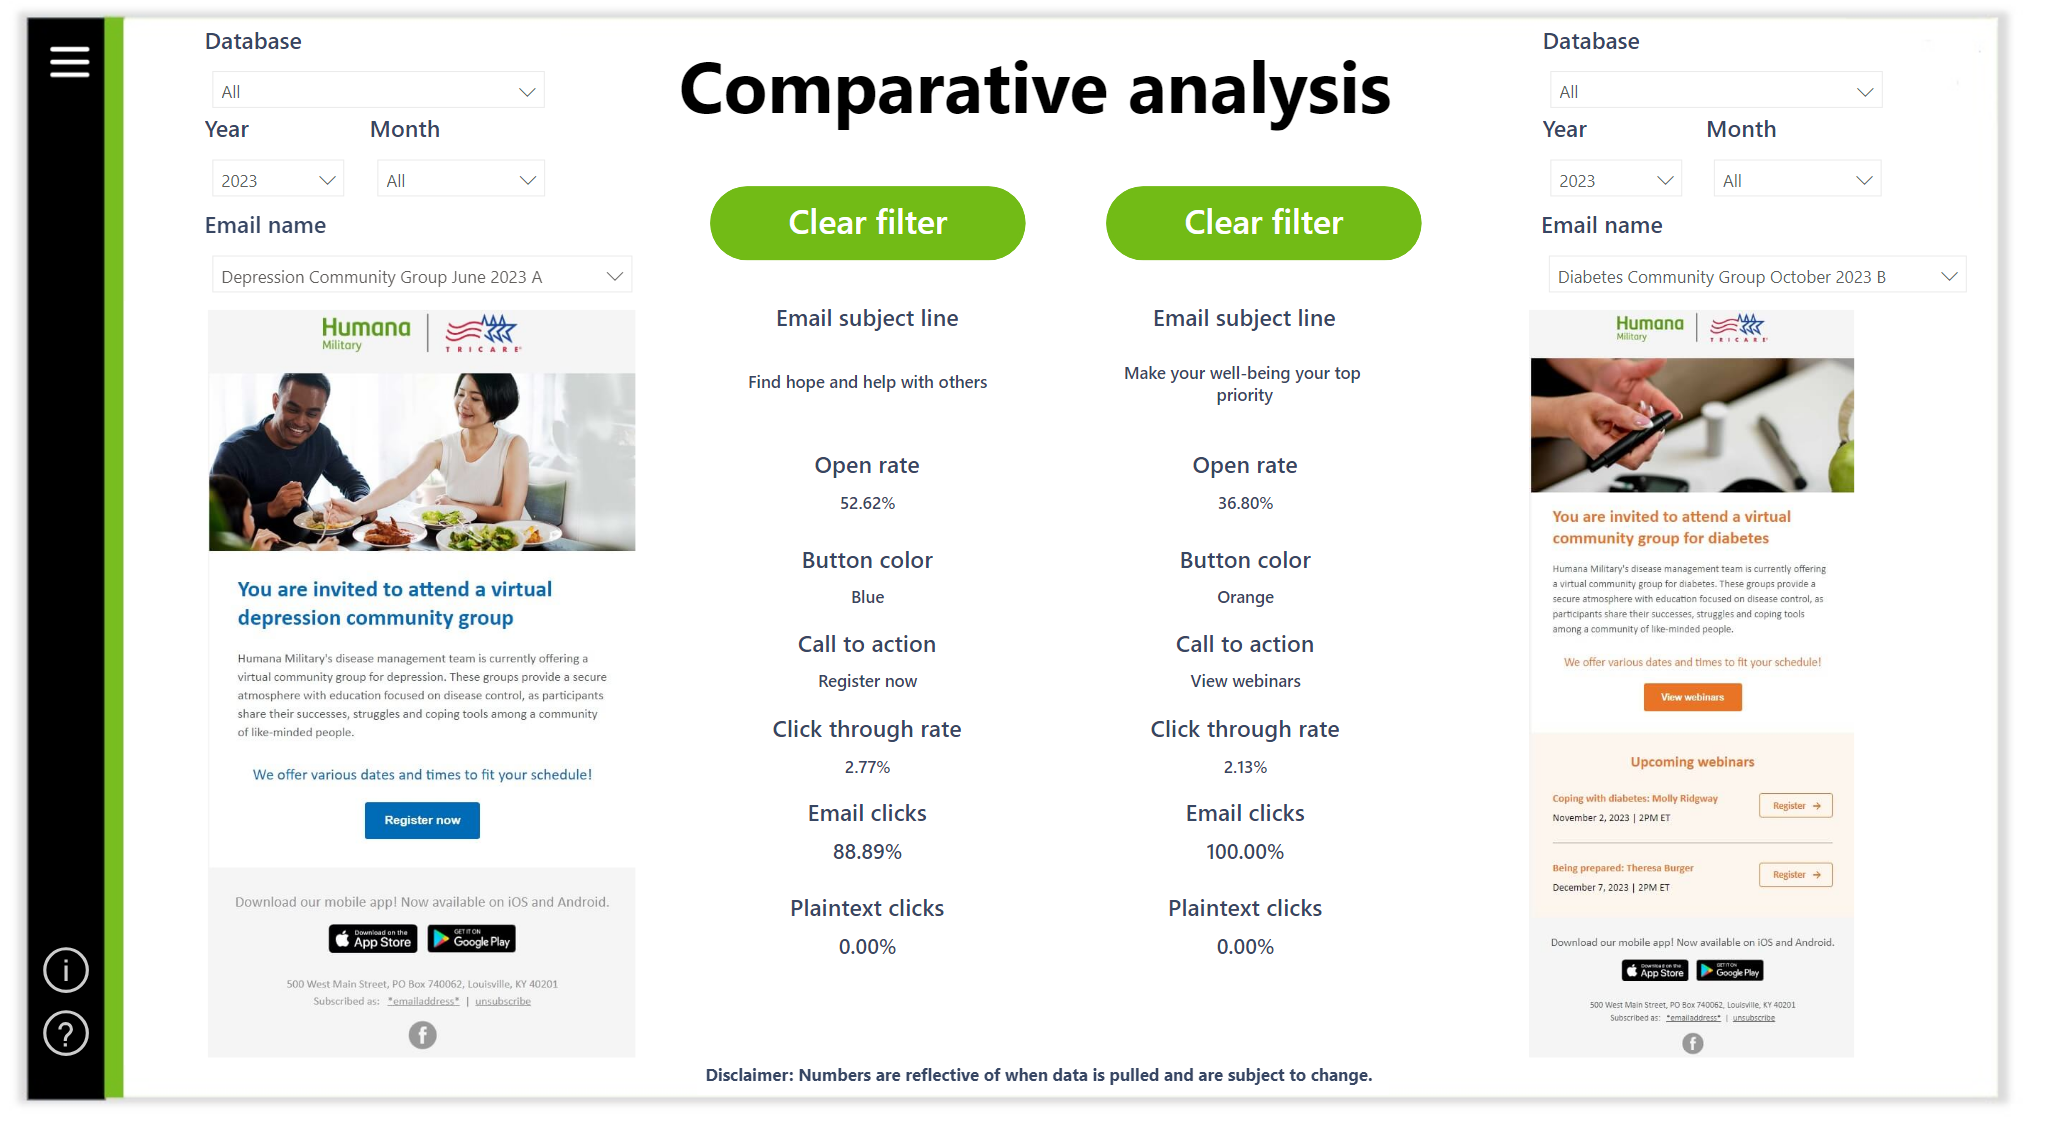 Database
All
Year
Month
2023
All
Email name
Depression Community Group June 2023 A
Humana
Military
TRICARE
You are invited to attend a virtual
depression community group
Humana Military's disease management team is currently offering a
virtual community group for depression. These groups provide a secure
atmosphere with education focused on disease control, as participants
share their successes, struggles and coping tools among a community
of like-minded people.
We offer various dates and times to fit your schedule!
Register now
Download our mobile app! Now available on iOS and Android.
Download on the
App Store
GET IT ON
Google Play
500 West Main Street, PO Box 740062, Louisville, KY 40201
Subscribed as: *emailaddress* | unsubscribe
f
i
?
Comparative analysis
Clear filter
Email subject line
Find hope and help with others
Open rate
52.62%
Button color
Blue
Call to action
Register now
Click through rate
2.77%
Email clicks
88.89%
Plaintext clicks
0.00%
Clear filter
Email subject line
Make your well-being your top
priority
Open rate
36.80%
Button color
Orange
Call to action
View webinars
Click through rate
2.13%
Email clicks
100.00%
Plaintext clicks
0.00%
Disclaimer: Numbers are reflective of when data is pulled and are subject to change.
Database
All
Year
Month
2023
All
Email name
Diabetes Community Group October 2023 B
Humana
Military
TRICARE
You are invited to attend a virtual
community group for diabetes
Humana Military's disease management team is currently offering
a virtual community group for diabetes. These groups provide a
secure atmosphere with education focused on disease control, as
participants share their successes, struggles and coping tools
among a community of like-minded people.
We offer various dates and times to fit your schedule!
View webinars
Upcoming webinars
Coping with diabetes: Molly Ridgway
November 2, 2023 | 2PM ET
Register →
Being prepared: Theresa Burger
December 7, 2023 | 2PM ET
Register →
Download our mobile app! Now available on iOS and Android.
Download on the
App Store
GET IT ON
Google Play
500 West Main Street, PO Box 740062, Louisville, KY 40201
Subscribed as: *emailaddress* | unsubscribe
f